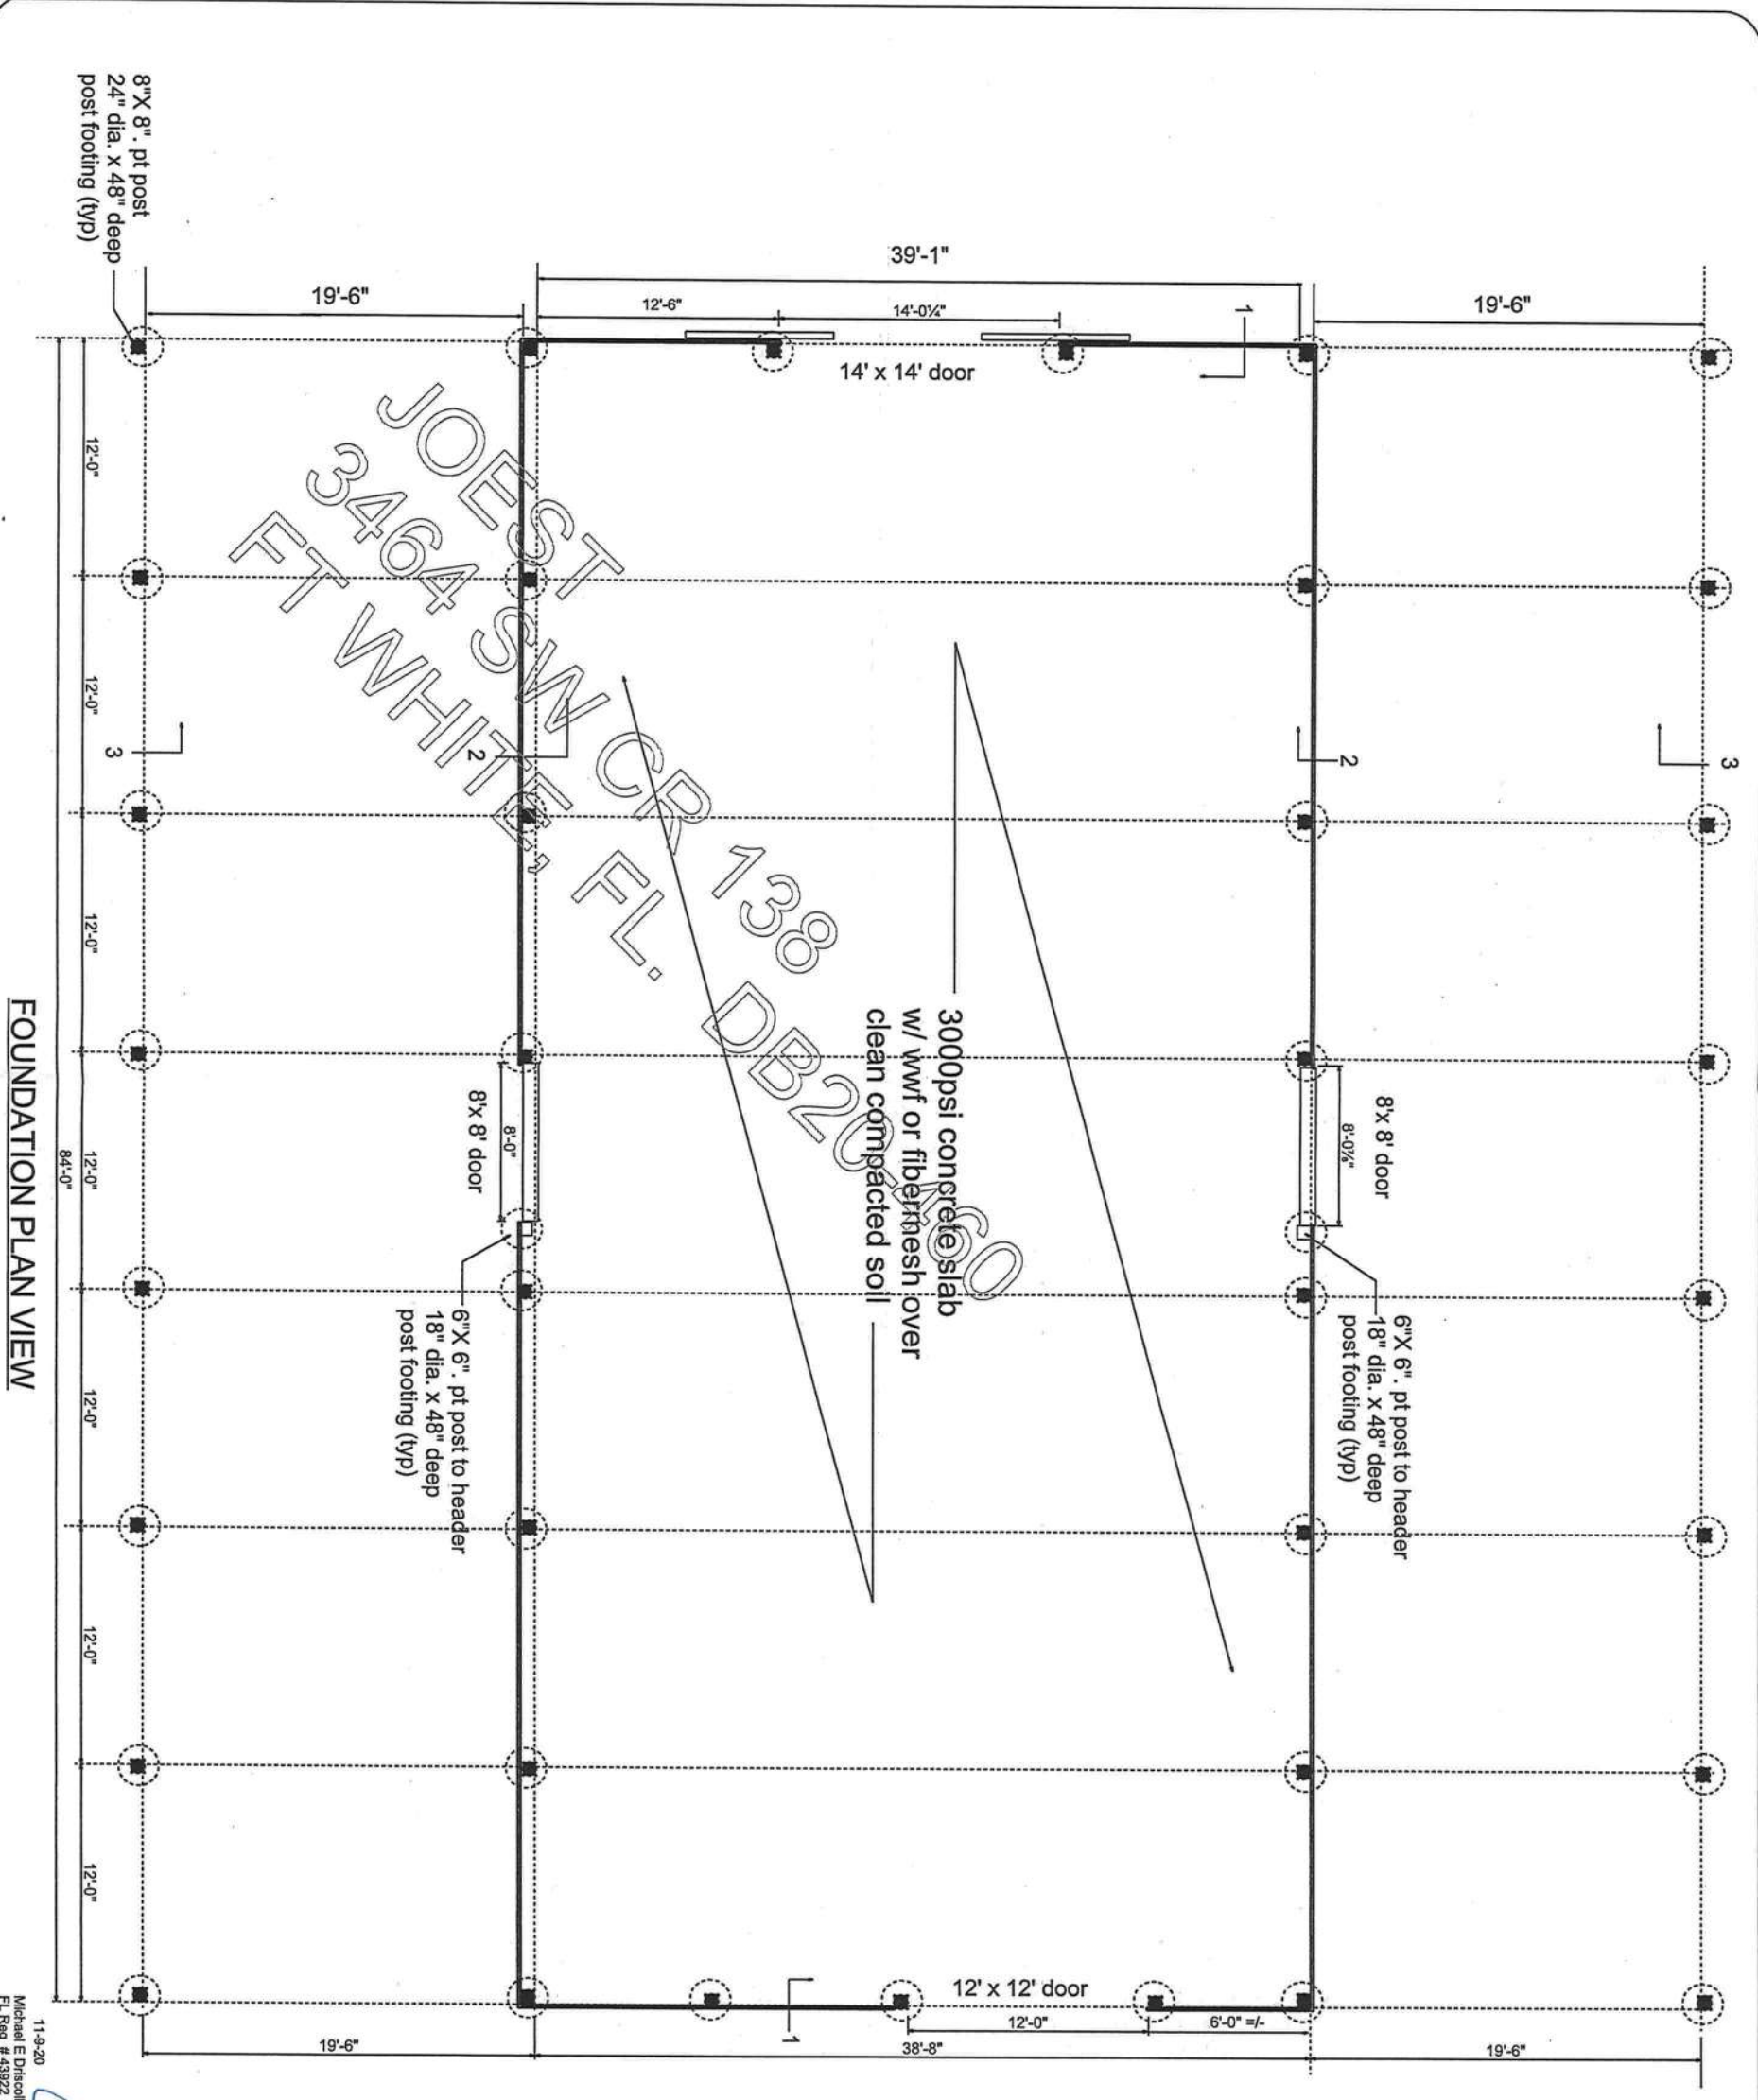 8"X 8". pt post
24" dia. x 48" deep
post footing (typ)
39'-1"
19'-6"
12'-6"
14'-0¼"
19'-6"
1
14' x 14' door
JOEST
3464 SW CR 138
FT WHITE, FL. DB20-460
12'-0"
12'-0"
12'-0"
12'-0"
12'-0"
12'-0"
12'-0"
84'-0"
3
2
2
3
3000psi concrete slab
w/ wwf or fibermesh over
clean compacted soil
8'x 8' door
8'-0"
8'x 8' door
8'-0⅞"
6"X 6". pt post to header
18" dia. x 48" deep
post footing (typ)
6"X 6". pt post to header
18" dia. x 48" deep
post footing (typ)
12' x 12' door
1
12'-0"
6'-0" =/-
19'-6"
38'-8"
19'-6"
FOUNDATION PLAN VIEW
11-9-20
Michael E Driscoll
FL Reg # 43922